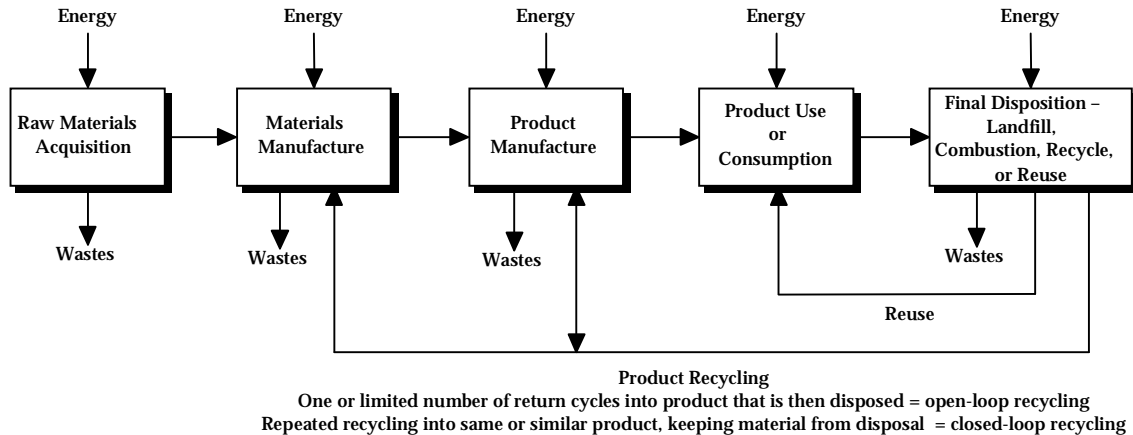 Energy
Energy
Energy
Energy
Energy
Raw Materials
Acquisition
Materials
Manufacture
Product
Manufacture
Product Use
or
Consumption
Final Disposition –
Landfill,
Combustion, Recycle,
or Reuse
Wastes
Wastes
Wastes
Wastes
Reuse
Product Recycling
One or limited number of return cycles into product that is then disposed = open-loop recycling
Repeated recycling into same or similar product, keeping material from disposal = closed-loop recycling